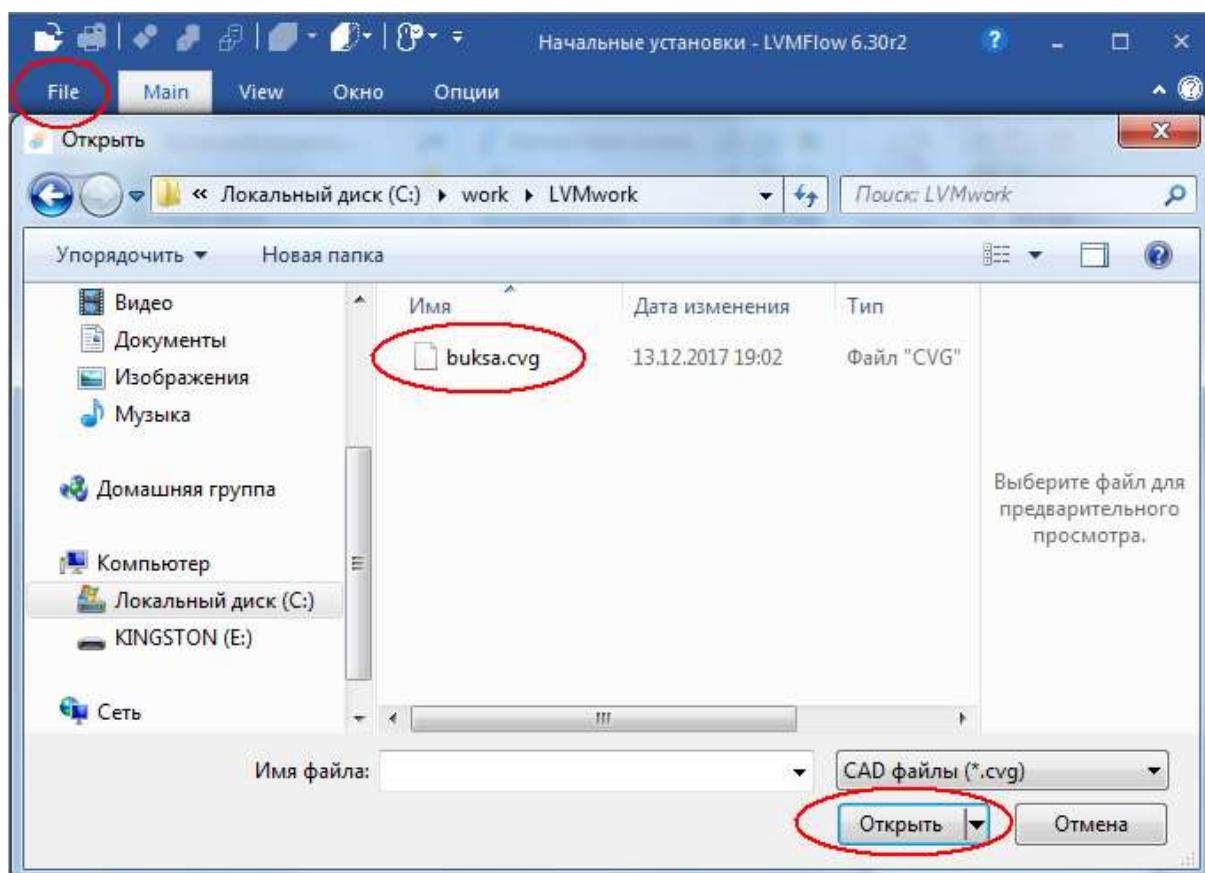 Начальные установки - LVMFlow 6.30r2
File Main View Окно Опции
Открыть
« Локальный диск (C:) work LVMwork Поиск: LVMwork
Упорядочить Новая папка
Видео
Документы
Изображения
Музыка
Домашняя группа
Компьютер
Локальный диск (C:)
KINGSTON (E:)
Сеть
Имя Дата изменения Тип
buksa.cvg 13.12.2017 19:02 Файл "CVG"
Выберите файл для
предварительного
просмотра.
Имя файла: CAD файлы (*.cvg)
Открыть Отмена